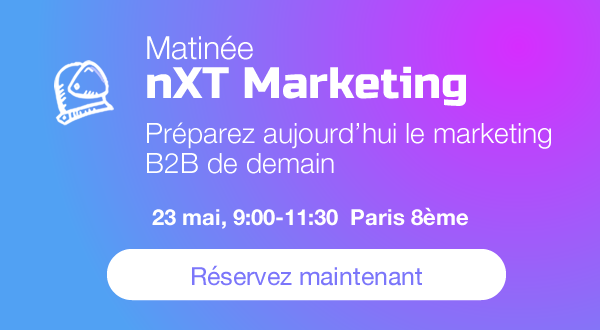 Matinée
nXT Marketing
Préparez aujourd'hui le marketing
B2B de demain
23 mai, 9:00-11:30 Paris 8ème
Réservez maintenant